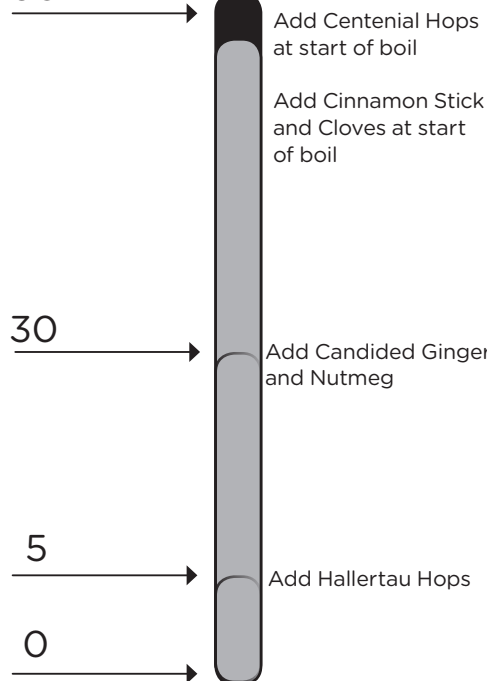 Add Centenial Hops
at start of boil
Add Cinnamon Stick
and Cloves at start
of boil
30
Add Candided Ginger
and Nutmeg
5
Add Hallertau Hops
0